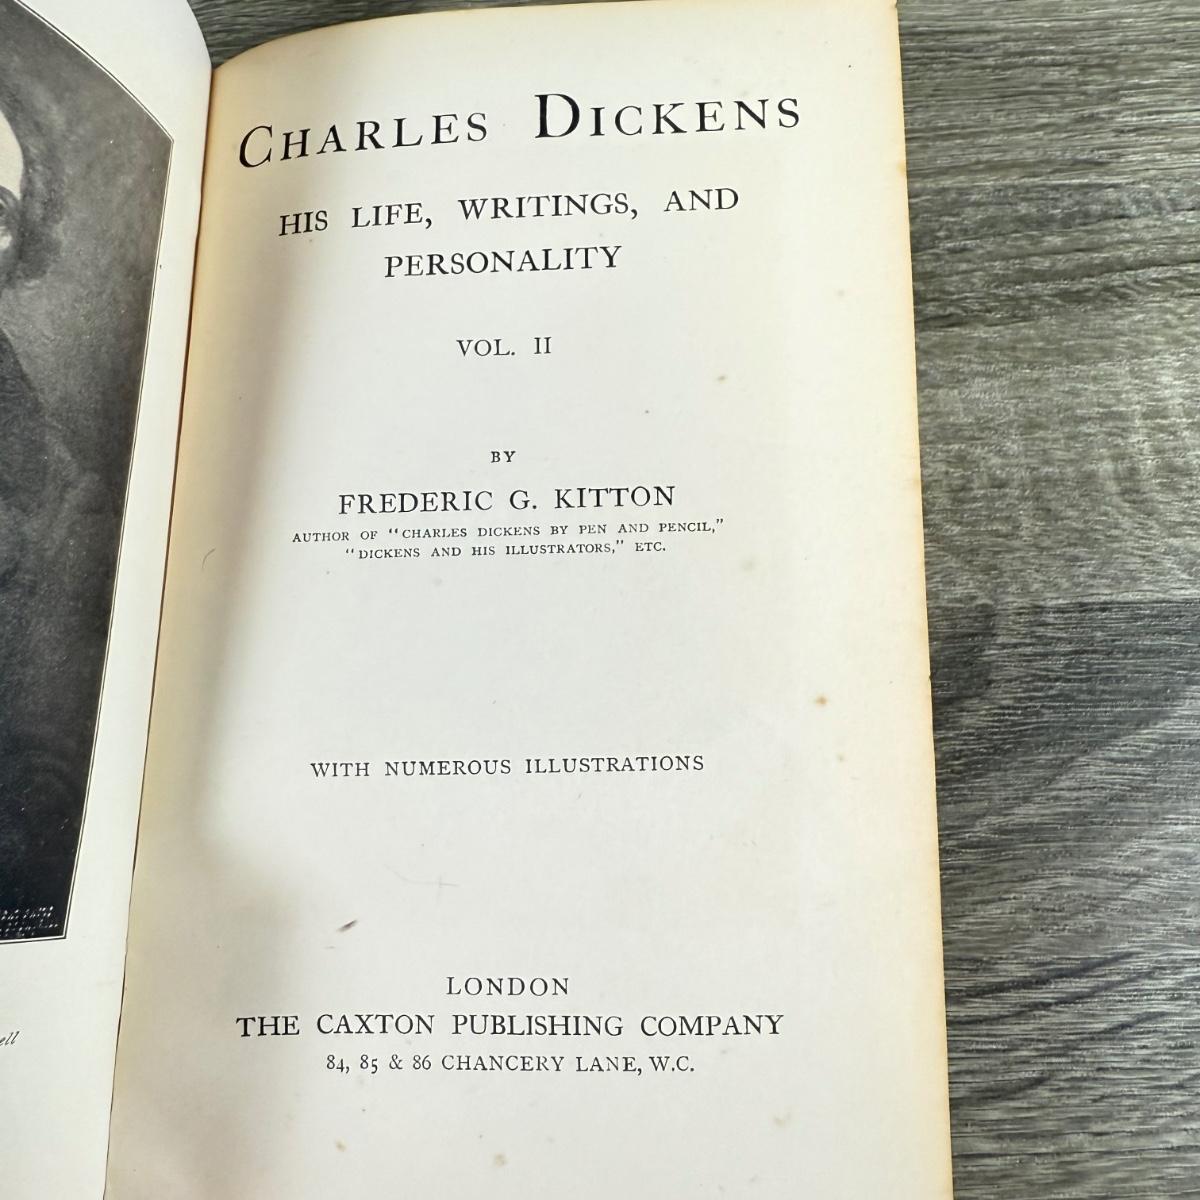 CHARLES DICKENS
HIS LIFE, WRITINGS, AND
PERSONALITY
VOL. II
BY
FREDERIC G. KITTON
AUTHOR OF "CHARLES DICKENS BY PEN AND PENCIL,"
"DICKENS AND HIS ILLUSTRATORS," ETC.
WITH NUMEROUS ILLUSTRATIONS
LONDON
THE CAXTON PUBLISHING COMPANY
84, 85 & 86 CHANCERY LANE, W.C.